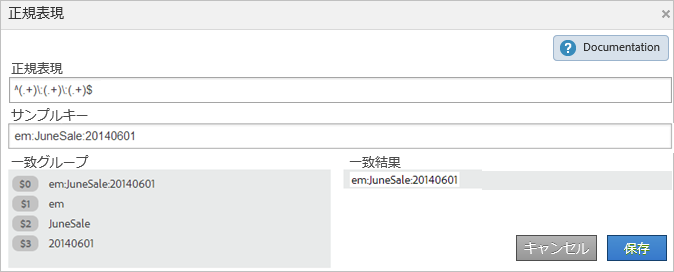 正規表現
×
? Documentation
正規表現
^(.+)\:(.+)\:(.+)$
サンプルキー
em:JuneSale:20140601
一致グループ
$0 em:JuneSale:20140601
$1 em
$2 JuneSale
$3 20140601
一致結果
em:JuneSale:20140601
キャンセル
保存